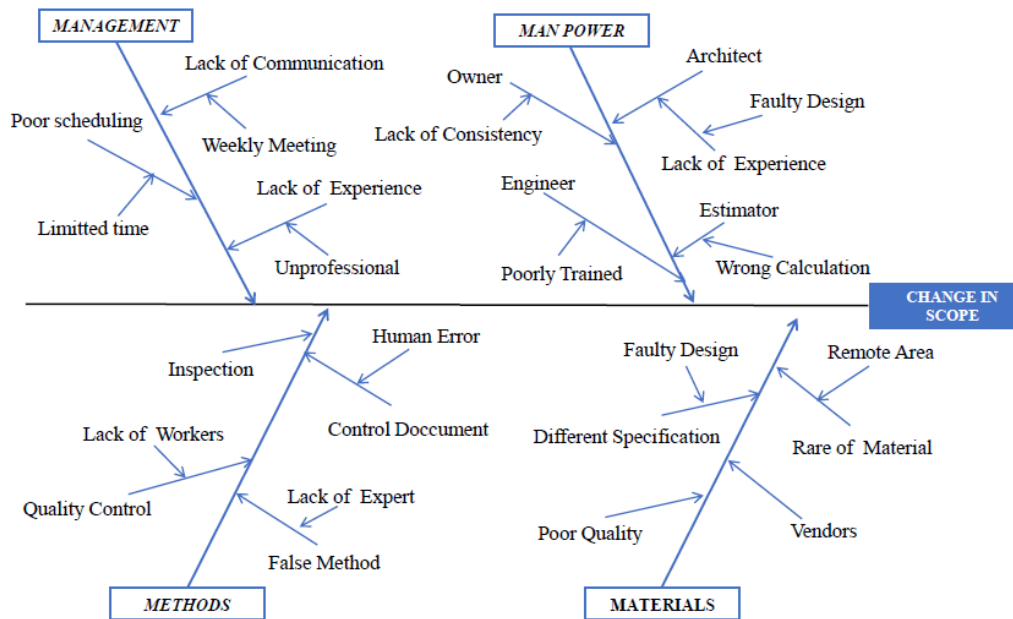 MANAGEMENT
MAN POWER
Lack of Communication
Architect
Owner
Poor scheduling
Faulty Design
Lack of Consistency
Weekly Meeting
Lack of Experience
Lack of Experience
Engineer
Estimator
Limitted time
Unprofessional
Poorly Trained
Wrong Calculation
CHANGE IN
SCOPE
Human Error
Faulty Design
Remote Area
Inspection
Control Doccument
Lack of Workers
Different Specification
Rare of Material
Lack of Expert
Quality Control
Poor Quality
Vendors
False Method
METHODS
MATERIALS